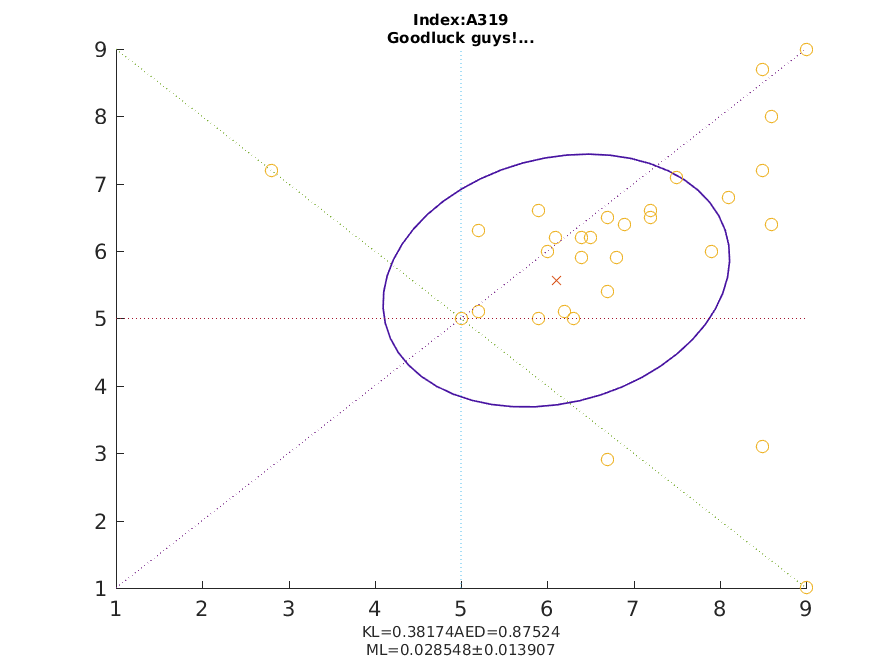 Index:A319
Goodluck guys!...
9
8
7
6
5
4
3
2
1
1 2 3 4 5 6 7 8 9
KL=0.38174AED=0.87524
ML=0.028548±0.013907